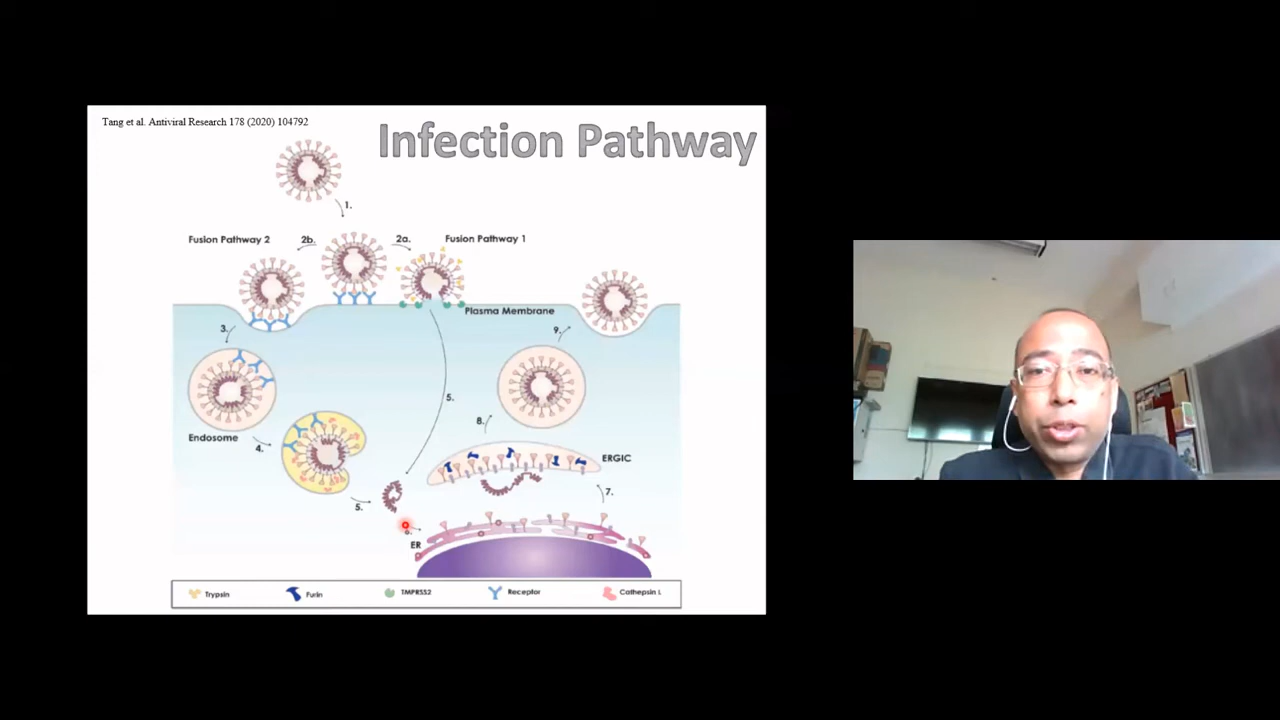 Tang et al. Antiviral Research 178 (2020) 104792
Infection Pathway
1.
Fusion Pathway 2
2b.
2a.
Fusion Pathway 1
Plasma Membrane
3.
9.
5.
8.
Endosome
4.
ERGIC
5.
7.
6.
ER
Trypsin
Furin
TMPRSS2
Receptor
Cathepsin L